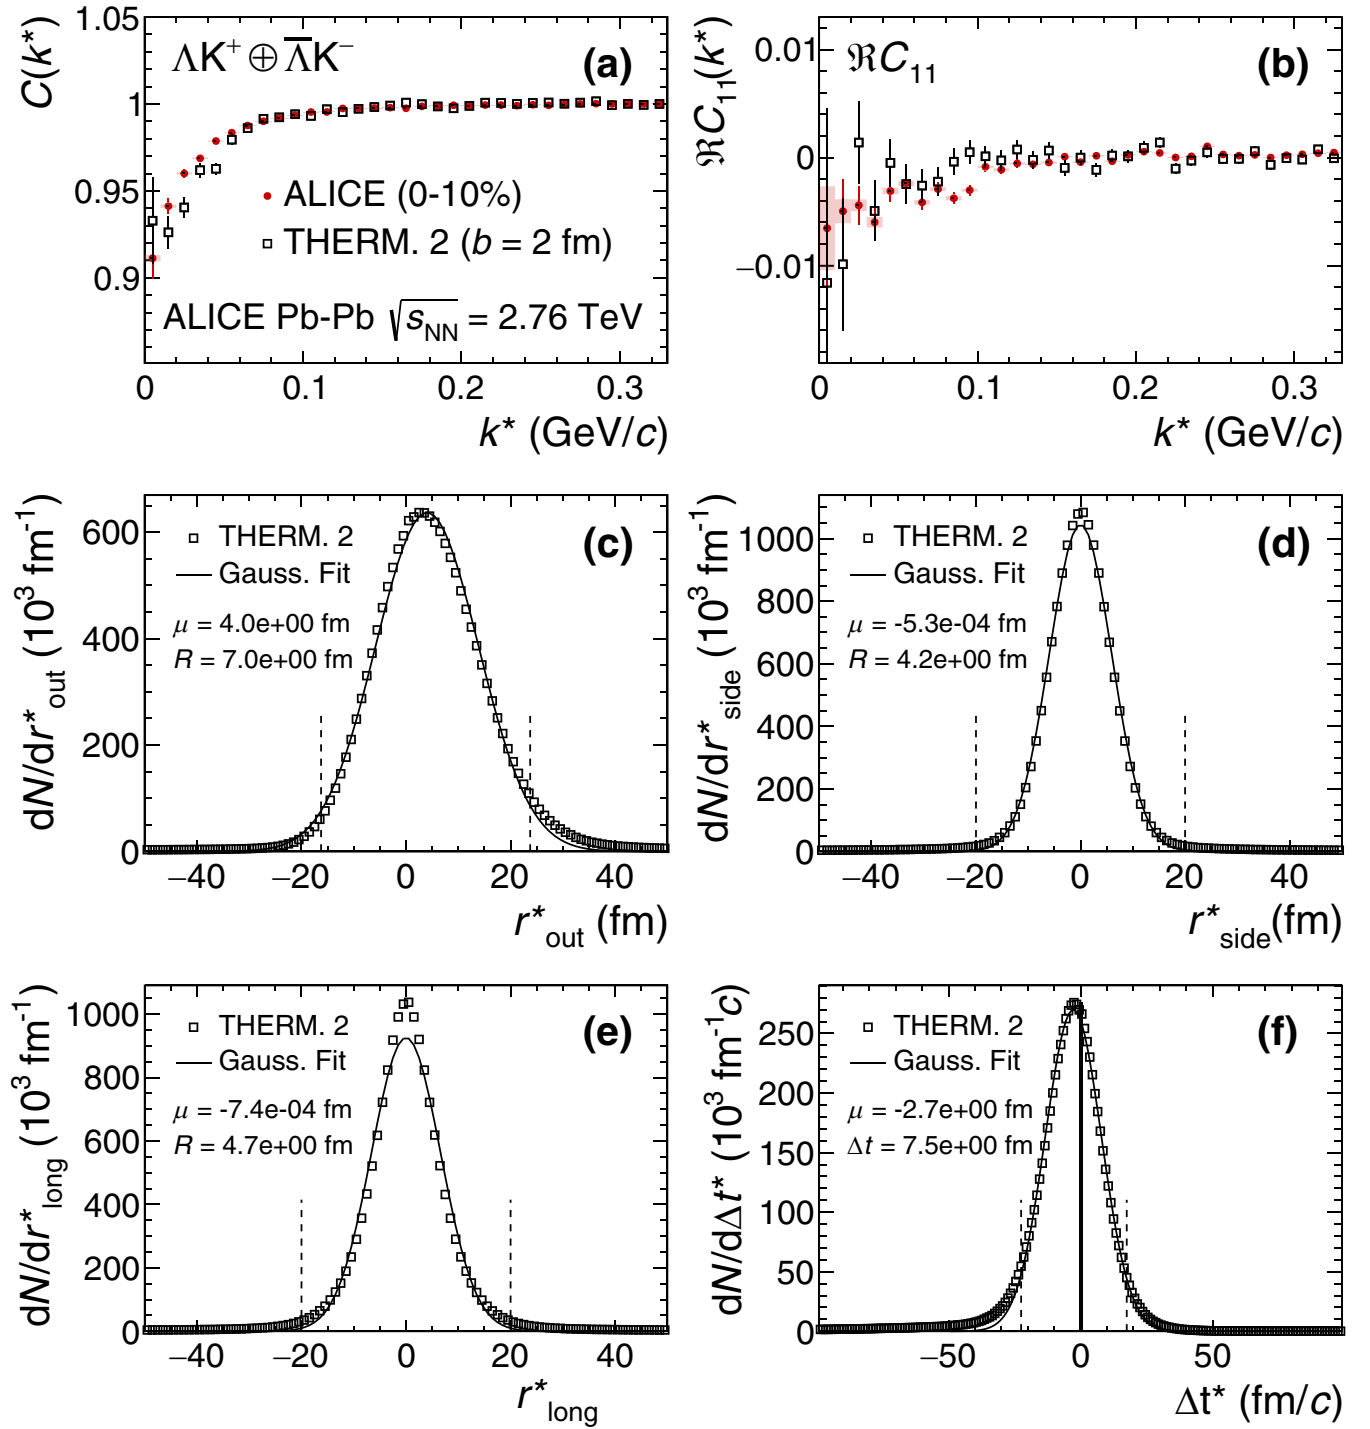 C(k*)
1.05
1
0.95
0.9
ΛK⁺ ⊕ Λ̅K⁻
(a)
ALICE (0-10%)
THERM. 2 (b = 2 fm)
ALICE Pb-Pb √s_NN = 2.76 TeV
0 0.1 0.2 0.3
k* (GeV/c)
ℜC₁₁(k*)
0.01
0
−0.01
ℜC₁₁
(b)
0 0.1 0.2 0.3
k* (GeV/c)
dN/dr*_out (10³ fm⁻¹)
600
400
200
0
THERM. 2
Gauss. Fit
(c)
μ = 4.0e+00 fm
R = 7.0e+00 fm
−40 −20 0 20 40
r*_out (fm)
dN/dr*_side (10³ fm⁻¹)
1000
800
600
400
200
0
THERM. 2
Gauss. Fit
(d)
μ = -5.3e-04 fm
R = 4.2e+00 fm
−40 −20 0 20 40
r*_side(fm)
dN/dr*_long (10³ fm⁻¹)
1000
800
600
400
200
0
THERM. 2
Gauss. Fit
(e)
μ = -7.4e-04 fm
R = 4.7e+00 fm
−40 −20 0 20 40
r*_long
dN/dΔt* (10³ fm⁻¹c)
250
200
150
100
50
0
THERM. 2
Gauss. Fit
(f)
μ = -2.7e+00 fm
Δt = 7.5e+00 fm
−50 0 50
Δt* (fm/c)